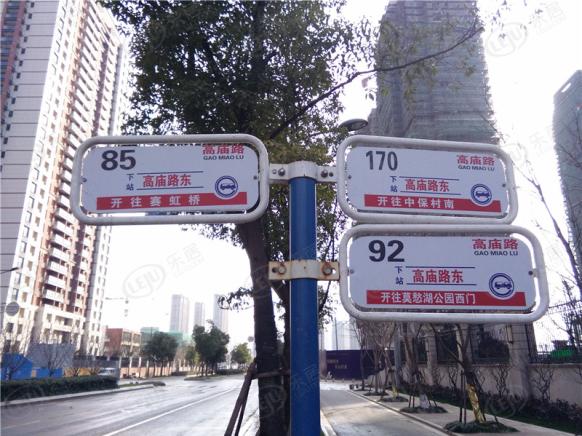 85
高庙路
GAO MIAO LU
下站 高庙路东
开往赛虹桥
170
高庙路
GAO MIAO LU
下站 高庙路东
开往中保村南
92
高庙路
GAO MIAO LU
下站 高庙路东
开往莫愁湖公园西门
乐居